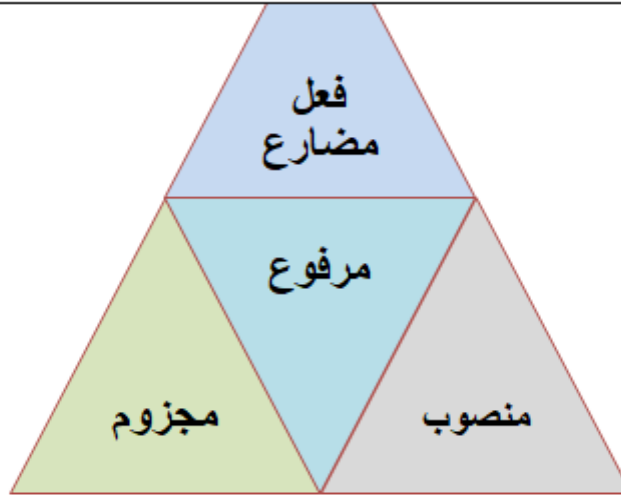 فعل
مضارع
مرفوع
منصوب
مجزوم